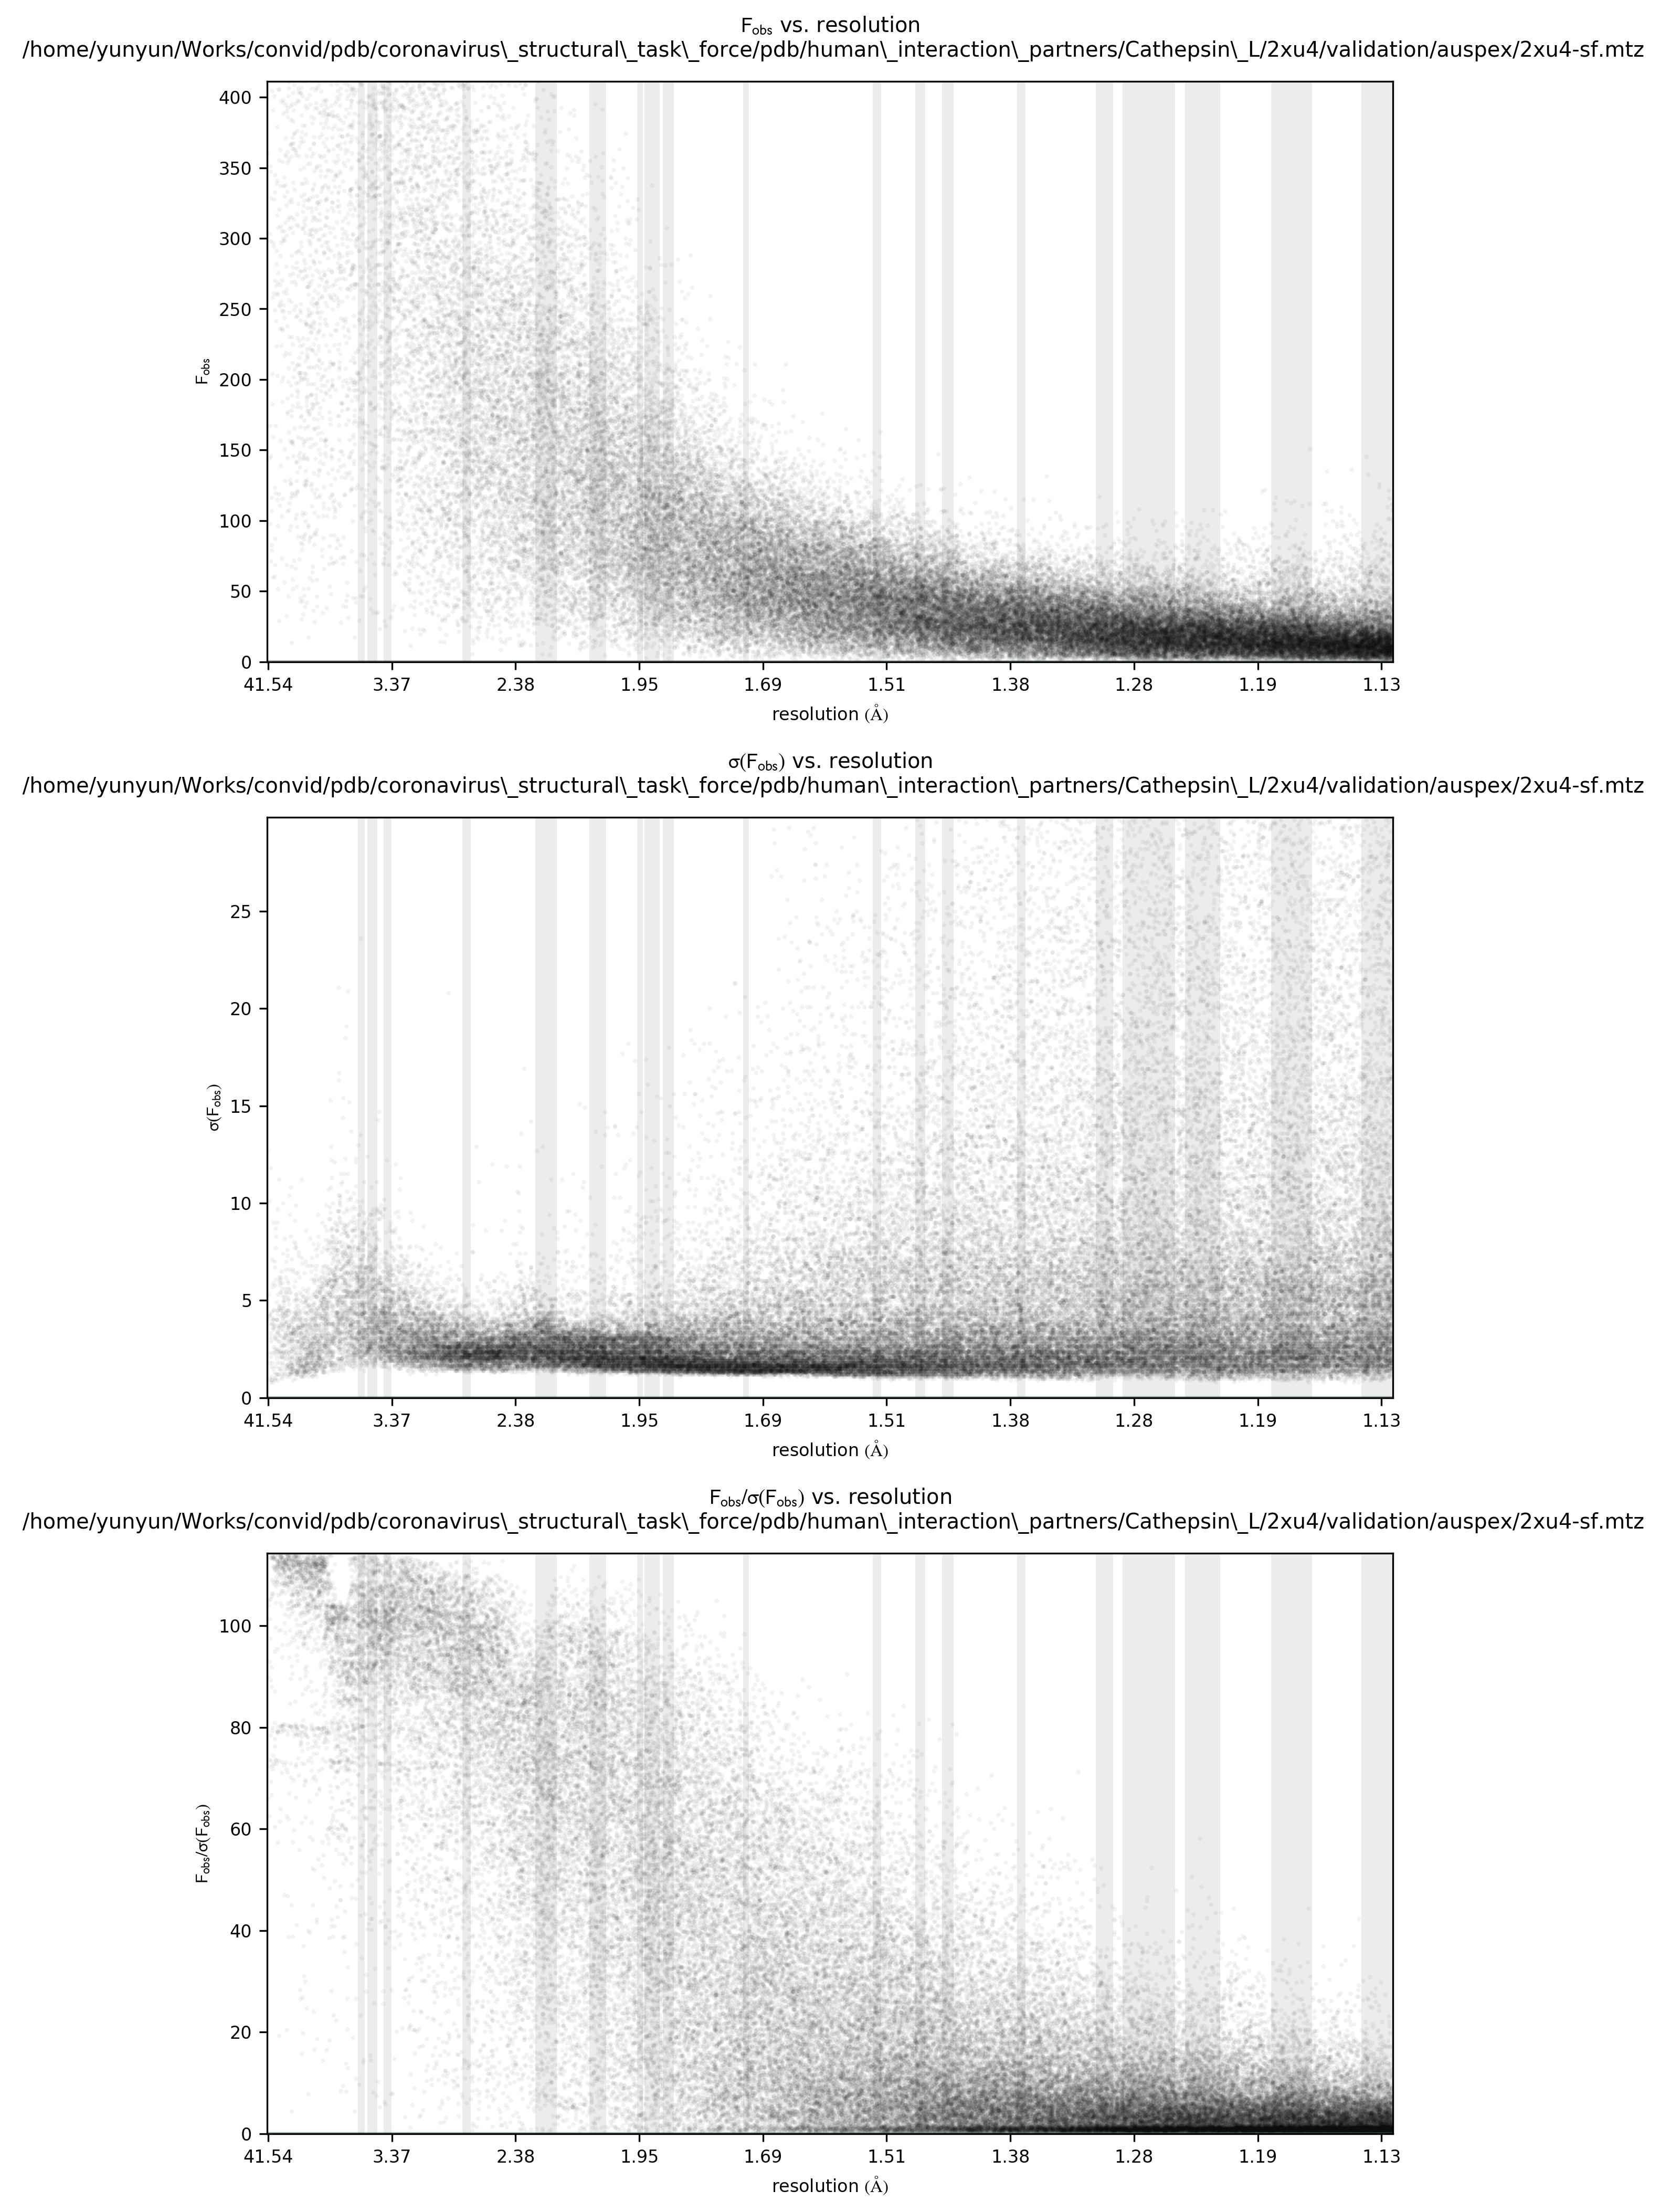 Fobs vs. resolution
/home/yunyun/Works/convid/pdb/coronavirus\_structural\_task\_force/pdb/human\_interaction\_partners/Cathepsin\_L/2xu4/validation/auspex/2xu4-sf.mtz
400
350
300
250
200
150
100
50
0
Fobs
41.54 3.37 2.38 1.95 1.69 1.51 1.38 1.28 1.19 1.13
resolution (Å)
σ(Fobs) vs. resolution
/home/yunyun/Works/convid/pdb/coronavirus\_structural\_task\_force/pdb/human\_interaction\_partners/Cathepsin\_L/2xu4/validation/auspex/2xu4-sf.mtz
25
20
15
10
5
0
σ(Fobs)
41.54 3.37 2.38 1.95 1.69 1.51 1.38 1.28 1.19 1.13
resolution (Å)
Fobs/σ(Fobs) vs. resolution
/home/yunyun/Works/convid/pdb/coronavirus\_structural\_task\_force/pdb/human\_interaction\_partners/Cathepsin\_L/2xu4/validation/auspex/2xu4-sf.mtz
100
80
60
40
20
0
Fobs/σ(Fobs)
41.54 3.37 2.38 1.95 1.69 1.51 1.38 1.28 1.19 1.13
resolution (Å)